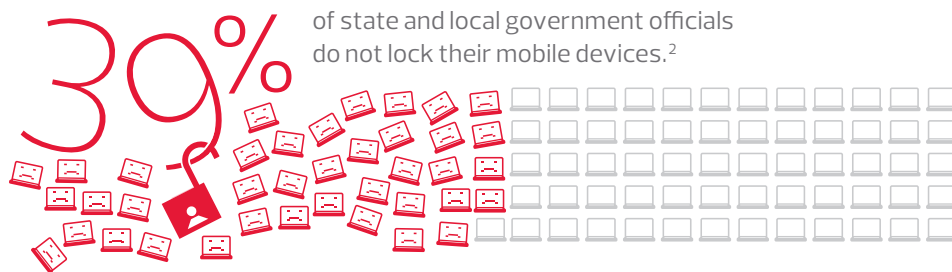 39%
of state and local government officials
do not lock their mobile devices.²